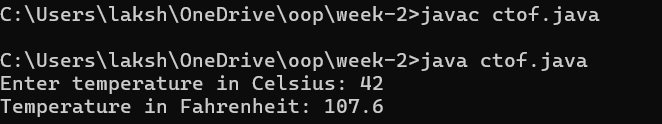 C:\Users\laksh\OneDrive\oop\week-2>javac ctof.java
C:\Users\laksh\OneDrive\oop\week-2>java ctof.java
Enter temperature in Celsius: 42
Temperature in Fahrenheit: 107.6